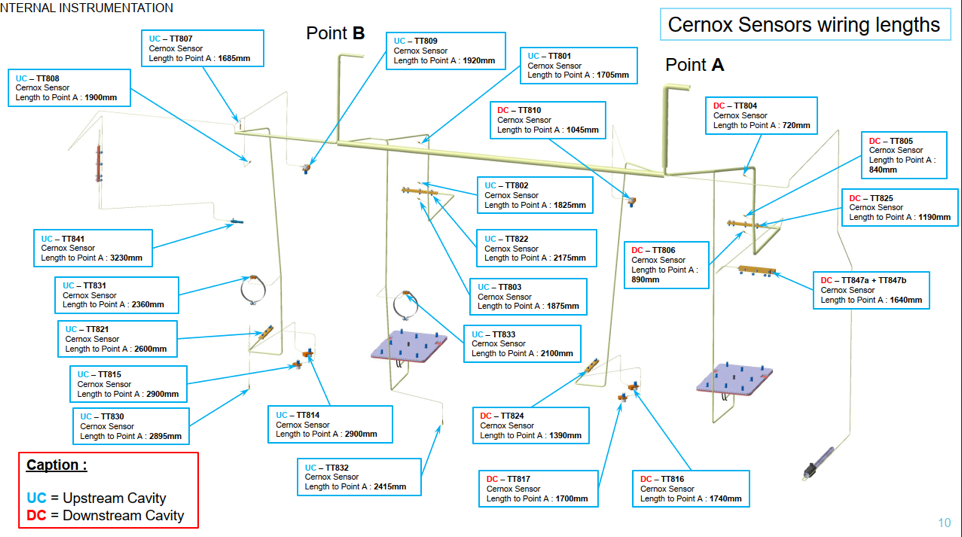 NTERNAL INSTRUMENTATION
Cernox Sensors wiring lengths
Point B
Point A
UC – TT807
Cernox Sensor
Length to Point A : 1685mm
UC – TT809
Cernox Sensor
Length to Point A : 1920mm
UC – TT801
Cernox Sensor
Length to Point A : 1705mm
UC – TT808
Cernox Sensor
Length to Point A : 1900mm
DC – TT810
Cernox Sensor
Length to Point A : 1045mm
DC – TT804
Cernox Sensor
Length to Point A : 720mm
DC – TT805
Cernox Sensor
Length to Point A :
840mm
UC – TT802
Cernox Sensor
Length to Point A : 1825mm
DC – TT825
Cernox Sensor
Length to Point A : 1190mm
UC – TT841
Cernox Sensor
Length to Point A : 3230mm
UC – TT822
Cernox Sensor
Length to Point A : 2175mm
DC – TT806
Cernox Sensor
Length to Point A :
890mm
UC – TT831
Cernox Sensor
Length to Point A : 2360mm
UC – TT803
Cernox Sensor
Length to Point A : 1875mm
DC – TT847a + TT847b
Cernox Sensor
Length to Point A : 1640mm
UC – TT821
Cernox Sensor
Length to Point A : 2600mm
UC – TT833
Cernox Sensor
Length to Point A : 2100mm
UC – TT815
Cernox Sensor
Length to Point A : 2900mm
UC – TT830
Cernox Sensor
Length to Point A : 2895mm
UC – TT814
Cernox Sensor
Length to Point A : 2900mm
DC – TT824
Cernox Sensor
Length to Point A : 1390mm
UC – TT832
Cernox Sensor
Length to Point A : 2415mm
DC – TT817
Cernox Sensor
Length to Point A : 1700mm
DC – TT816
Cernox Sensor
Length to Point A : 1740mm
Caption :
UC = Upstream Cavity
DC = Downstream Cavity
10